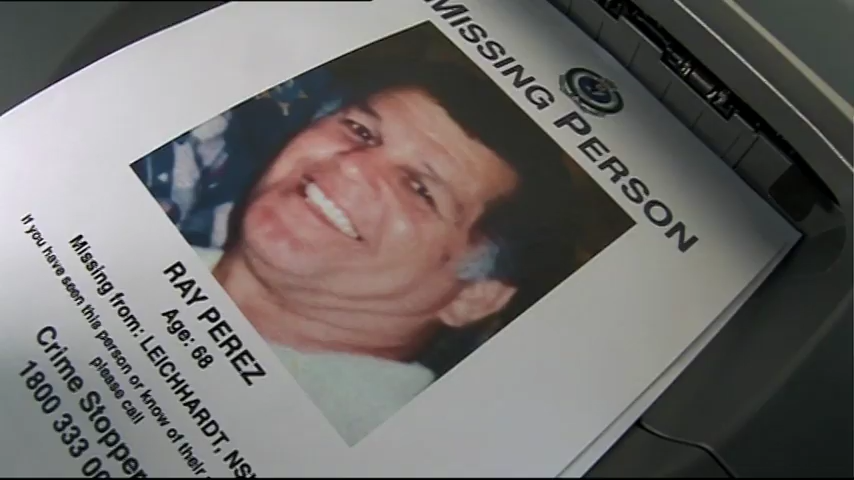 MISSING PERSON
RAY PEREZ
Age: 68
Missing from: LEICHHARDT, NS
If you have seen this person or know of their
please call
Crime Stopper
1800 333 00